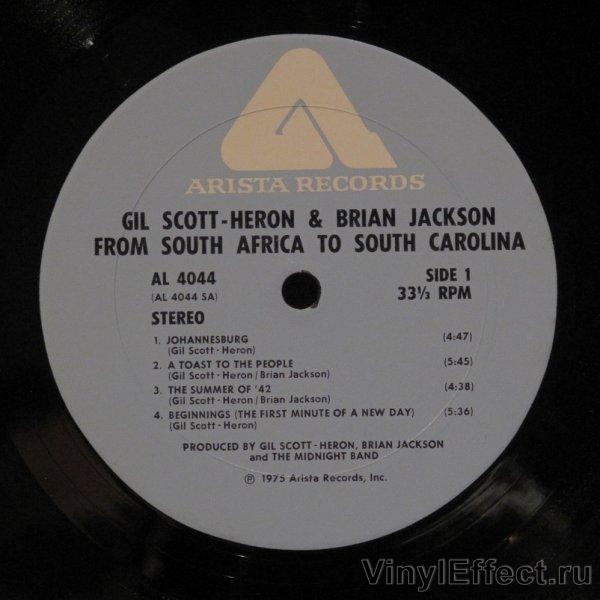 ARISTA RECORDS
GIL SCOTT-HERON & BRIAN JACKSON
FROM SOUTH AFRICA TO SOUTH CAROLINA
AL 4044 SIDE 1
(AL 4044 SA) 33⅓ RPM
STEREO
1. JOHANNESBURG (4:47)
(Gil Scott-Heron)
2. A TOAST TO THE PEOPLE (5:45)
(Gil Scott-Heron/Brian Jackson)
3. THE SUMMER OF '42 (4:38)
(Gil Scott-Heron/Brian Jackson)
4. BEGINNINGS (THE FIRST MINUTE OF A NEW DAY) (5:36)
(Gil Scott-Heron)
PRODUCED BY GIL SCOTT-HERON, BRIAN JACKSON
and THE MIDNIGHT BAND
℗ 1975 Arista Records, Inc.
VinylEffect.ru